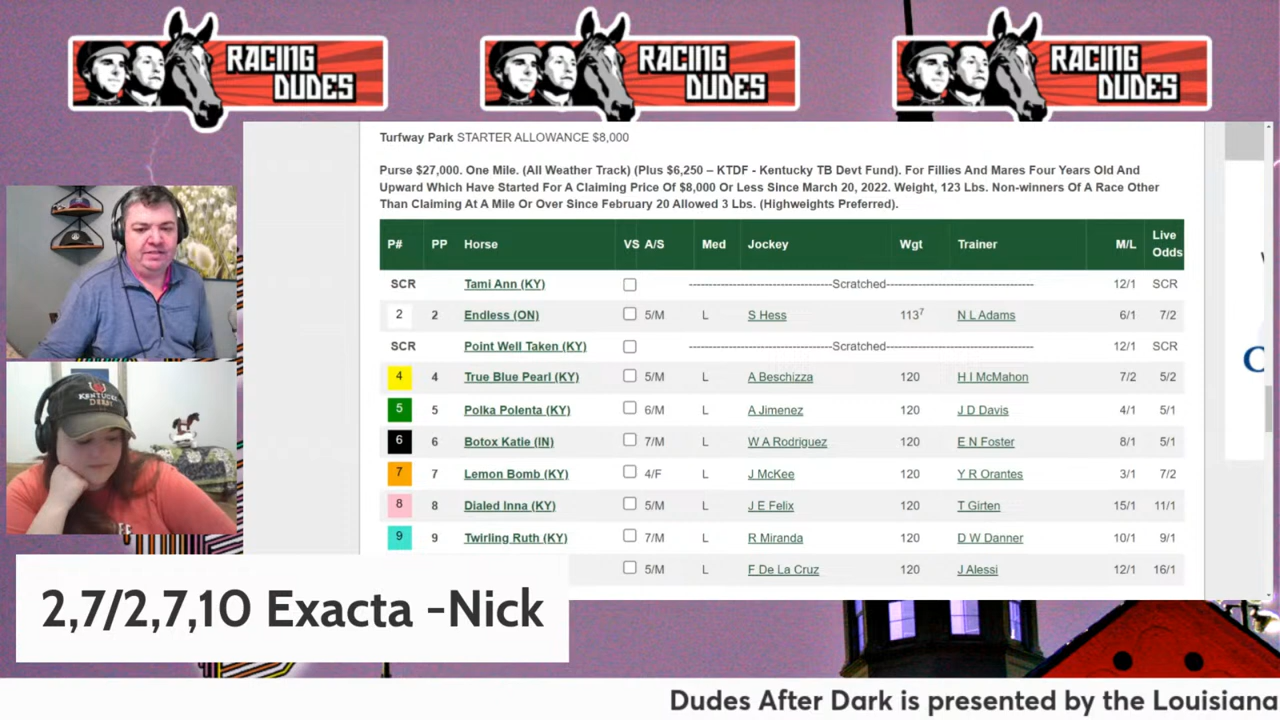 RACING
DUDES
RACING
DUDES
RACING
DUDES
Turfway Park STARTER ALLOWANCE $8,000
Purse $27,000. One Mile. (All Weather Track) (Plus $6,250 – KTDF - Kentucky TB Devt Fund). For Fillies And Mares Four Years Old And
Upward Which Have Started For A Claiming Price Of $8,000 Or Less Since March 20, 2022. Weight, 123 Lbs. Non-winners Of A Race Other
Than Claiming At A Mile Or Over Since February 20 Allowed 3 Lbs. (Highweights Preferred).
P# PP Horse VS A/S Med Jockey Wgt Trainer M/L Live Odds
SCR Tami Ann (KY) ---Scratched--- 12/1 SCR
2 2 Endless (ON) 5/M L S Hess 113⁷ N L Adams 6/1 7/2
SCR Point Well Taken (KY) ---Scratched--- 12/1 SCR
4 4 True Blue Pearl (KY) 5/M L A Beschizza 120 H I McMahon 7/2 5/2
5 5 Polka Polenta (KY) 6/M L A Jimenez 120 J D Davis 4/1 5/1
6 6 Botox Katie (IN) 7/M L W A Rodriguez 120 E N Foster 8/1 5/1
7 7 Lemon Bomb (KY) 4/F L J McKee 120 Y R Orantes 3/1 7/2
8 8 Dialed Inna (KY) 5/M L J E Felix 120 T Girten 15/1 11/1
9 9 Twirling Ruth (KY) 7/M L R Miranda 120 D W Danner 10/1 9/1
5/M L F De La Cruz 120 J Alessi 12/1 16/1
KENTUCKY
DERBY
2,7/2,7,10 Exacta -Nick
Dudes After Dark is presented by the Louisiana